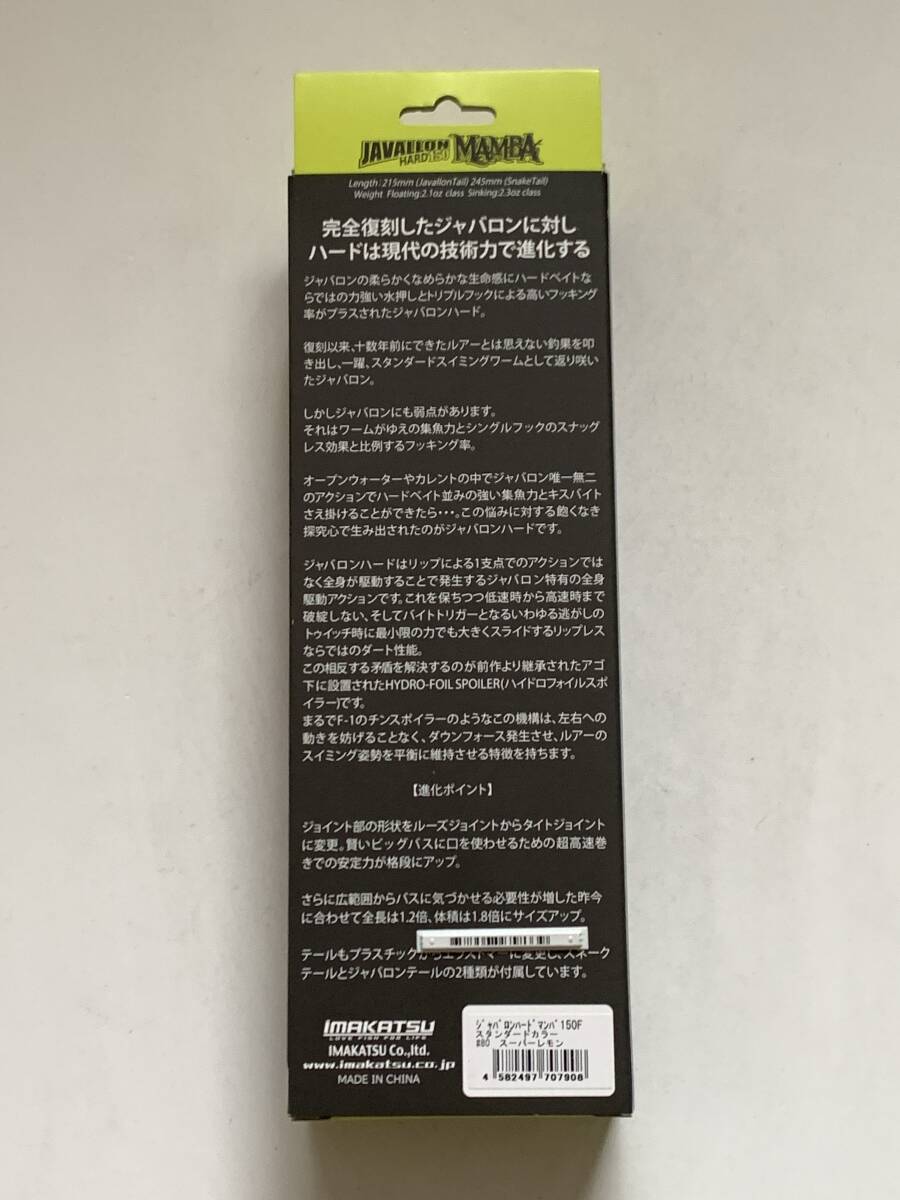 JAVALLON MAMBA
HARD150
Length：215mm (JavallonTail) 245mm (SnakeTail)
Weight Floating:2.1oz class Sinking:2.3oz class
完全復刻したジャバロンに対し
ハードは現代の技術力で進化する
ジャバロンの柔らかくなめらかな生命感にハードベイトな
らではの力強い水押しとトリプルフックによる高いフッキング
率がプラスされたジャバロンハード。
復刻以来、十数年前にできたルアーとは思えない釣果を叩
き出し、一躍、スタンダードスイミングワームとして返り咲い
たジャバロン。
しかしジャバロンにも弱点があります。
それはワームがゆえの集魚力とシングルフックのスナッグ
レス効果と比例するフッキング率。
オープンウォーターやカレントの中でジャバロン唯一無二
のアクションでハードベイト並みの強い集魚力とキスバイト
さえ掛けることができたら・・・。この悩みに対する飽くなき
探究心で生み出されたのがジャバロンハードです。
ジャバロンハードはリップによる1支点でのアクションでは
なく全身が駆動することで発生するジャバロン特有の全身
駆動アクションです。これを保ちつつ低速時から高速時まで
破綻しない、そしてバイトトリガーとなるいわゆる逃がしの
トゥイッチ時に最小限の力でも大きくスライドするリップレス
ならではのダート性能。
この相反する矛盾を解決するのが前作より継承されたアゴ
下に設置されたHYDRO-FOIL SPOILER(ハイドロフォイルスポ
イラー)です。
まるでF-1のチンスポイラーのようなこの機構は、左右への
動きを妨げることなく、ダウンフォース発生させ、ルアーの
スイミング姿勢を平衡に維持させる特徴を持ちます。
【進化ポイント】
ジョイント部の形状をルーズジョイントからタイトジョイント
に変更。賢いビッグバスに口を使わせるための超高速巻
きでの安定力が格段にアップ。
さらに広範囲からバスに気づかせる必要性が増した昨今
に合わせて全長は1.2倍、体積は1.8倍にサイズアップ。
テールもプラスチックからエラストマーに変更し、スネーク
テールとジャバロンテールの2種類が付属しています。
IMAKATSU
LOVE FISH FOR LIFE
IMAKATSU Co.,ltd.
www.imakatsu.co.jp
MADE IN CHINA
ｼﾞｬﾊﾞﾛﾝﾊｰﾄﾞﾏﾝﾊﾞ150F
スタンダードカラー
#80 スーパーレモン
4 582497 707908